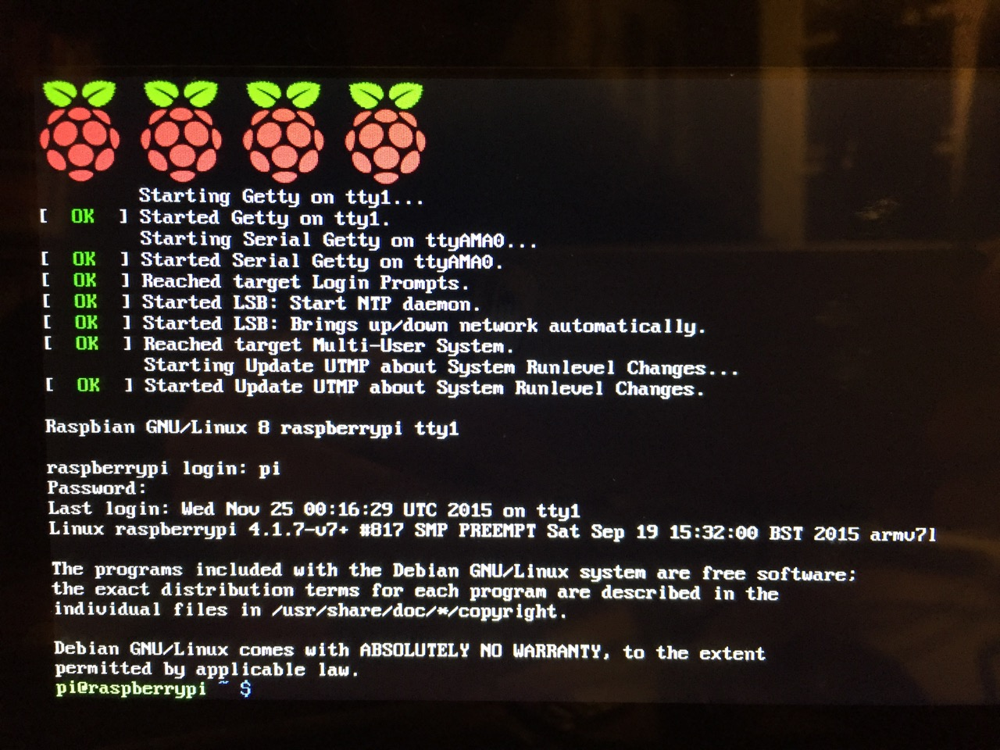 Starting Getty on tty1...
[  OK  ] Started Getty on tty1.
Starting Serial Getty on ttyAMA0...
[  OK  ] Started Serial Getty on ttyAMA0.
[  OK  ] Reached target Login Prompts.
[  OK  ] Started LSB: Start NTP daemon.
[  OK  ] Started LSB: Brings up/down network automatically.
[  OK  ] Reached target Multi-User System.
Starting Update UTMP about System Runlevel Changes...
[  OK  ] Started Update UTMP about System Runlevel Changes.
Raspbian GNU/Linux 8 raspberrypi tty1
raspberrypi login: pi
Password:
Last login: Wed Nov 25 00:16:29 UTC 2015 on tty1
Linux raspberrypi 4.1.7-v7+ #817 SMP PREEMPT Sat Sep 19 15:32:00 BST 2015 armv7l
The programs included with the Debian GNU/Linux system are free software;
the exact distribution terms for each program are described in the
individual files in /usr/share/doc/*/copyright.
Debian GNU/Linux comes with ABSOLUTELY NO WARRANTY, to the extent
permitted by applicable law.
pi@raspberrypi ~ $